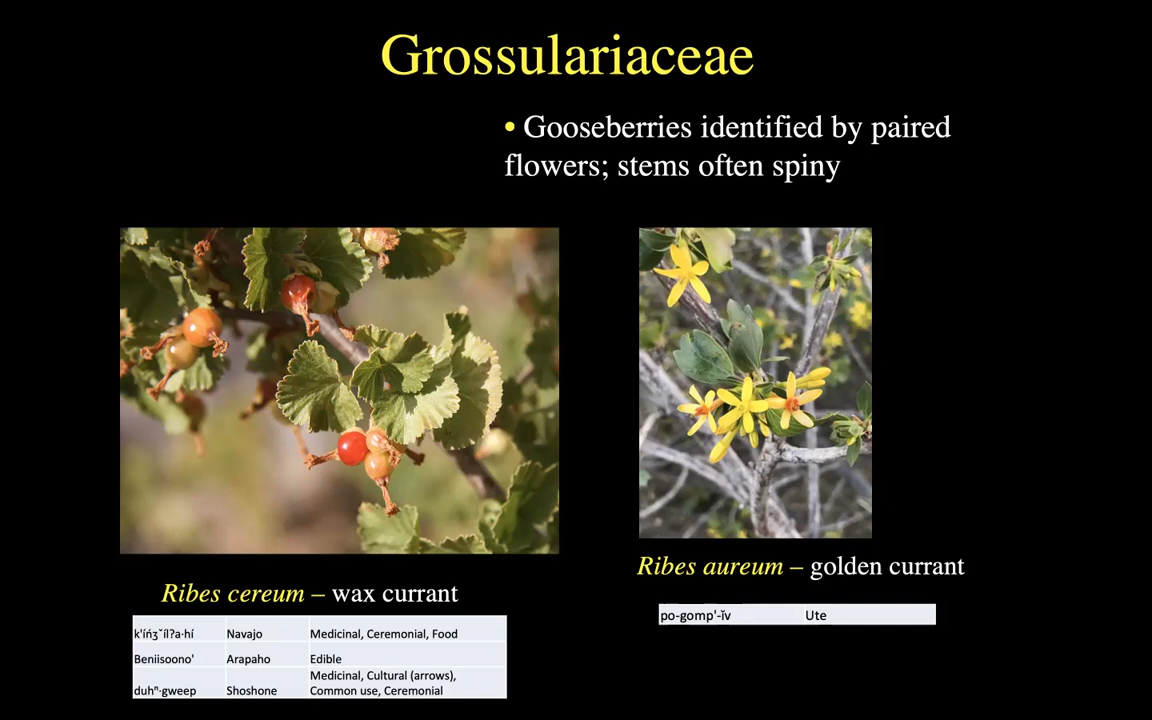 Grossulariaceae
• Gooseberries identified by paired
flowers; stems often spiny
Ribes cereum – wax currant
k'íńʒˇíl?a·hí Navajo Medicinal, Ceremonial, Food
Beniisoono' Arapaho Edible
duhⁿ·gweep Shoshone Medicinal, Cultural (arrows),
Common use, Ceremonial
Ribes aureum – golden currant
po-gomp'-ĭv Ute